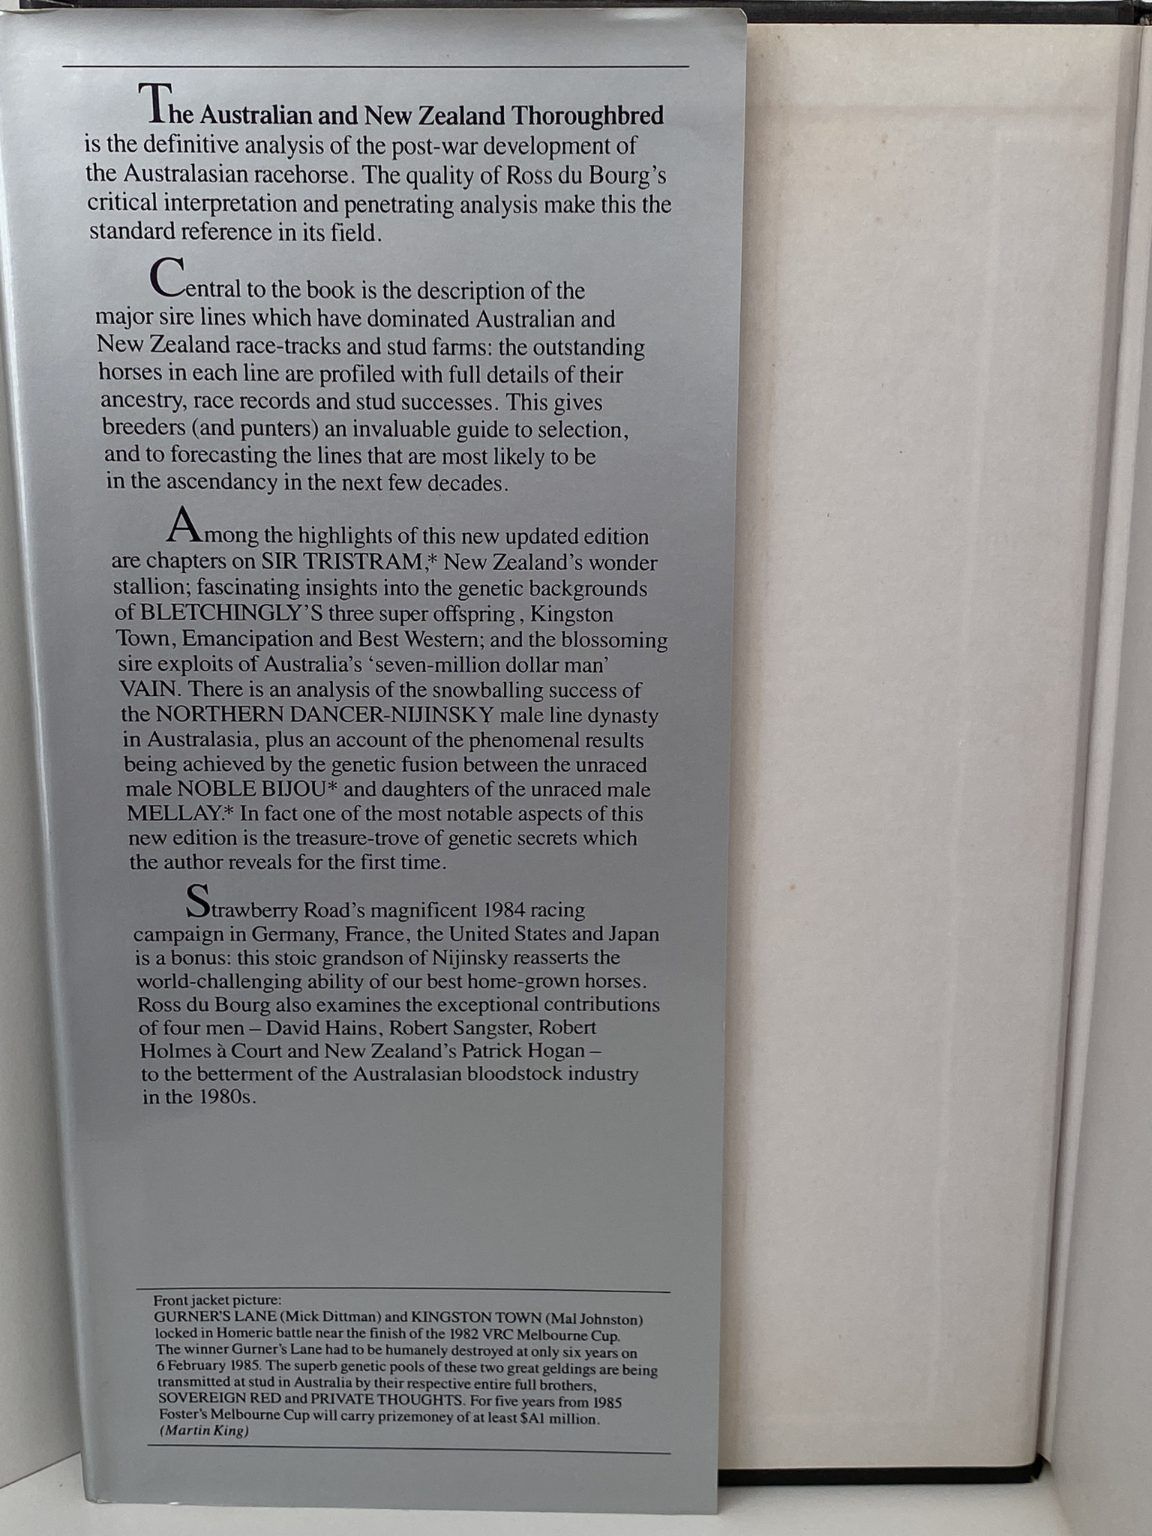 The Australian and New Zealand Thoroughbred
is the definitive analysis of the post-war development of
the Australasian racehorse. The quality of Ross du Bourg's
critical interpretation and penetrating analysis make this the
standard reference in its field.
Central to the book is the description of the
major sire lines which have dominated Australian and
New Zealand race-tracks and stud farms: the outstanding
horses in each line are profiled with full details of their
ancestry, race records and stud successes. This gives
breeders (and punters) an invaluable guide to selection,
and to forecasting the lines that are most likely to be
in the ascendancy in the next few decades.
Among the highlights of this new updated edition
are chapters on SIR TRISTRAM,* New Zealand's wonder
stallion; fascinating insights into the genetic backgrounds
of BLETCHINGLY'S three super offspring, Kingston
Town, Emancipation and Best Western; and the blossoming
sire exploits of Australia's 'seven-million dollar man'
VAIN. There is an analysis of the snowballing success of
the NORTHERN DANCER-NIJINSKY male line dynasty
in Australasia, plus an account of the phenomenal results
being achieved by the genetic fusion between the unraced
male NOBLE BIJOU* and daughters of the unraced male
MELLAY.* In fact one of the most notable aspects of this
new edition is the treasure-trove of genetic secrets which
the author reveals for the first time.
Strawberry Road's magnificent 1984 racing
campaign in Germany, France, the United States and Japan
is a bonus: this stoic grandson of Nijinsky reasserts the
world-challenging ability of our best home-grown horses.
Ross du Bourg also examines the exceptional contributions
of four men – David Hains, Robert Sangster, Robert
Holmes à Court and New Zealand's Patrick Hogan –
to the betterment of the Australasian bloodstock industry
in the 1980s.
Front jacket picture:
GURNER'S LANE (Mick Dittman) and KINGSTON TOWN (Mal Johnston)
locked in Homeric battle near the finish of the 1982 VRC Melbourne Cup.
The winner Gurner's Lane had to be humanely destroyed at only six years on
6 February 1985. The superb genetic pools of these two great geldings are being
transmitted at stud in Australia by their respective entire full brothers,
SOVEREIGN RED and PRIVATE THOUGHTS. For five years from 1985
Foster's Melbourne Cup will carry prizemoney of at least $A1 million.
(Martin King)